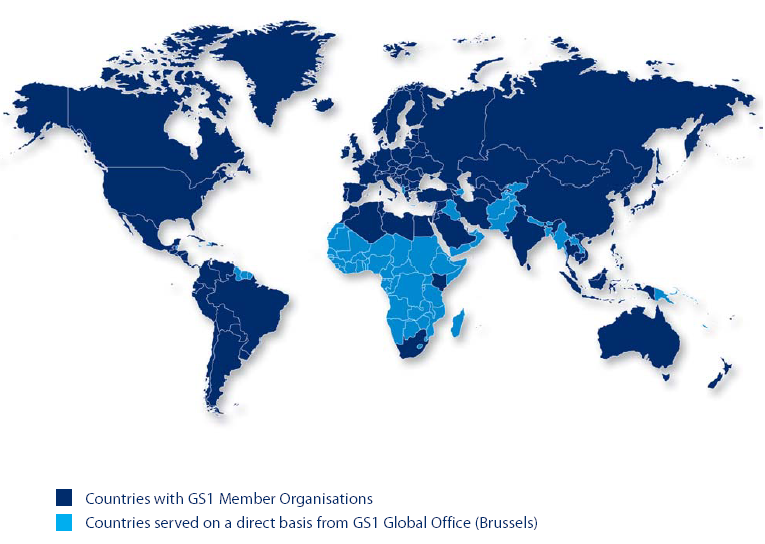 Countries with GS1 Member Organisations
Countries served on a direct basis from GS1 Global Office (Brussels)